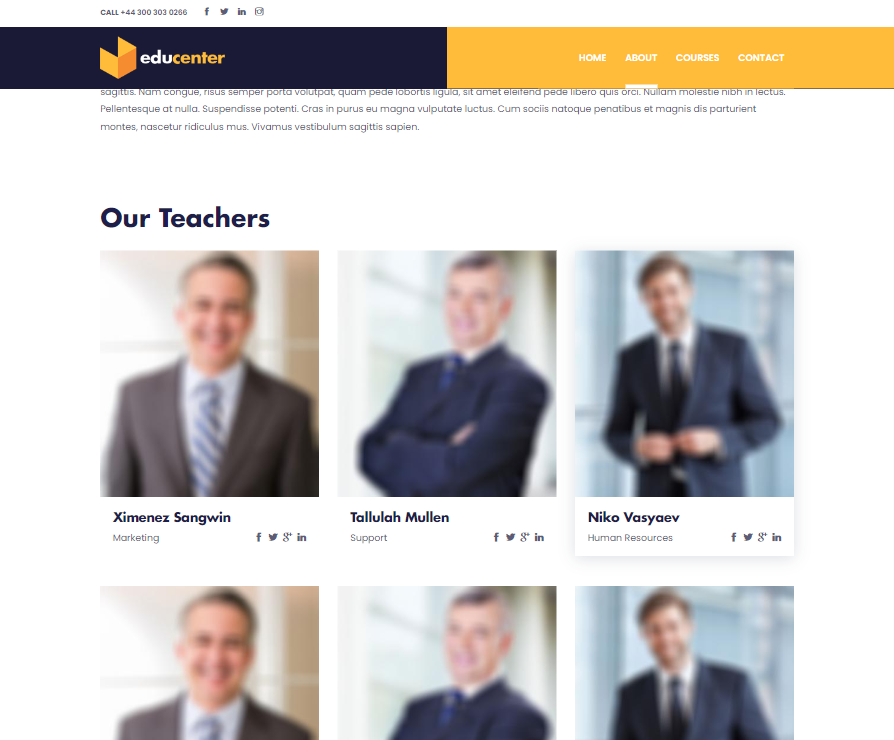 CALL +44 300 303 0266
educenter
HOME ABOUT COURSES CONTACT
sagittis. Nam congue, risus semper porta volutpat, quam pede lobortis ligula, sit amet eleifend pede libero quis orci. Nullam molestie nibh in lectus.
Pellentesque at nulla. Suspendisse potenti. Cras in purus eu magna vulputate luctus. Cum sociis natoque penatibus et magnis dis parturient
montes, nascetur ridiculus mus. Vivamus vestibulum sagittis sapien.
Our Teachers
Ximenez Sangwin
Marketing
Tallulah Mullen
Support
Niko Vasyaev
Human Resources